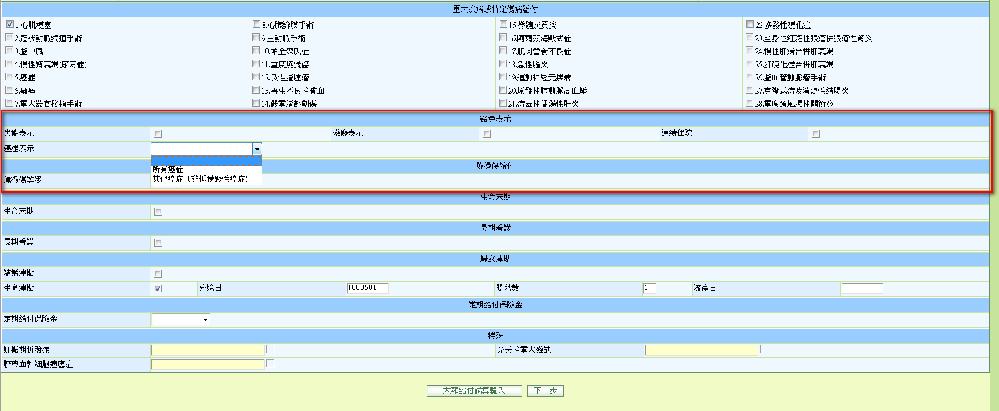 重大疾病或特定傷病給付
1.心肌梗塞 8.心臟瓣膜手術 15.脊髓灰質炎 22.多發性硬化症
2.冠狀動脈繞道手術 9.主動脈手術 16.阿爾茲海默式症 23.全身性紅斑性狼瘡併狼瘡性腎炎
3.腦中風 10.帕金森氏症 17.肌肉營養不良症 24.慢性肝病合併肝衰竭
4.慢性腎衰竭(尿毒症) 11.重度燒燙傷 18.急性腦炎 25.肝硬化症合併肝衰竭
5.癌症 12.良性腦腫瘤 19.運動神經元疾病 26.腦血管動脈瘤手術
6.癱瘓 13.再生不良性貧血 20.原發性肺動脈高血壓 27.克隆式病及潰瘍性結腸炎
7.重大器官移植手術 14.嚴重腦部創傷 21.病毒性猛爆性肝炎 28.重度類風濕性關節炎
豁免表示
失能表示 殘廢表示 連續住院
癌症表示
燒燙傷給付
所有癌症
其他癌症（非低侵襲性癌症)
燒燙傷等級
生命末期
生命末期
長期看護
長期看護
婦女津貼
結婚津貼
生育津貼 分娩日 1000501 嬰兒數 1 流產日
定期給付保險金
定期給付保險金
特殊
妊娠期併發症 先天性重大殘缺
臍帶血幹細胞適應症
大額給付試算輸入 下一步